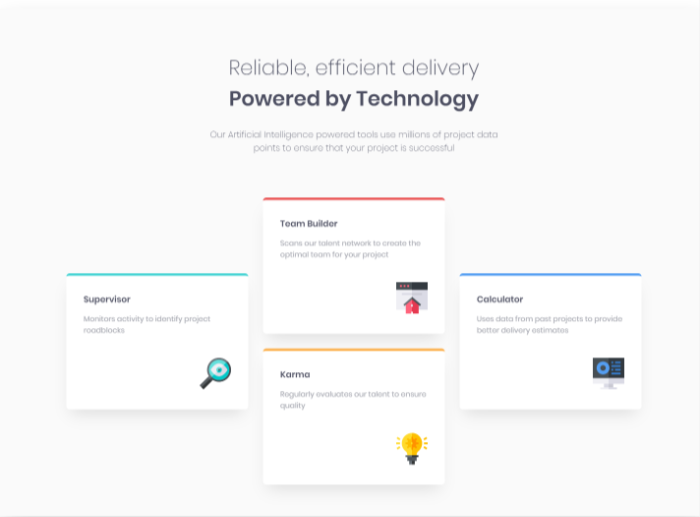 Reliable, efficient delivery
Powered by Technology
Our Artificial Intelligence powered tools use millions of project data
points to ensure that your project is successful
Team Builder
Scans our talent network to create the
optimal team for your project
Supervisor
Monitors activity to identify project
roadblocks
Calculator
Uses data from past projects to provide
better delivery estimates
Karma
Regularly evaluates our talent to ensure
quality